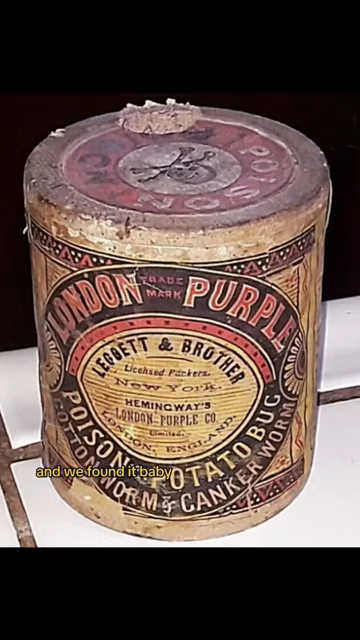 POISON
LONDON TRADE MARK PURPLE
LEGGETT & BROTHER
Licensed Packers.
New York.
HEMINGWAY'S
LONDON PURPLE CO.
Limited.
LONDON, ENGLAND.
POISON POTATO BUG
COTTON WORM & CANKER WORM
and we found it baby